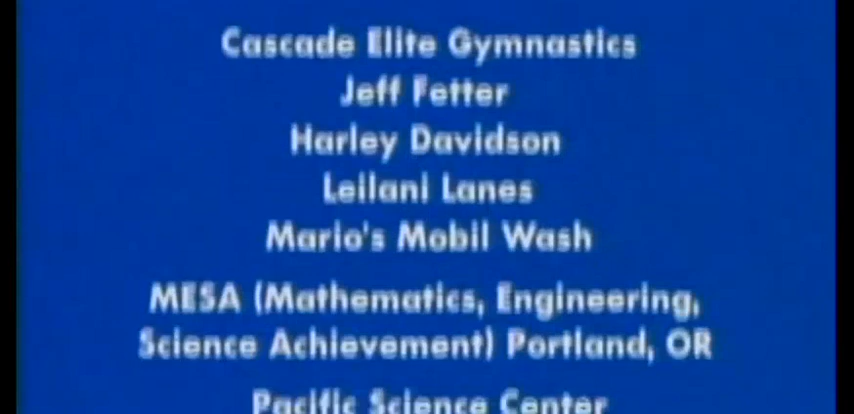 Cascade Elite Gymnastics
Jeff Fetter
Harley Davidson
Leilani Lanes
Mario's Mobil Wash
MESA (Mathematics, Engineering,
Science Achievement) Portland, OR
Pacific Science Center